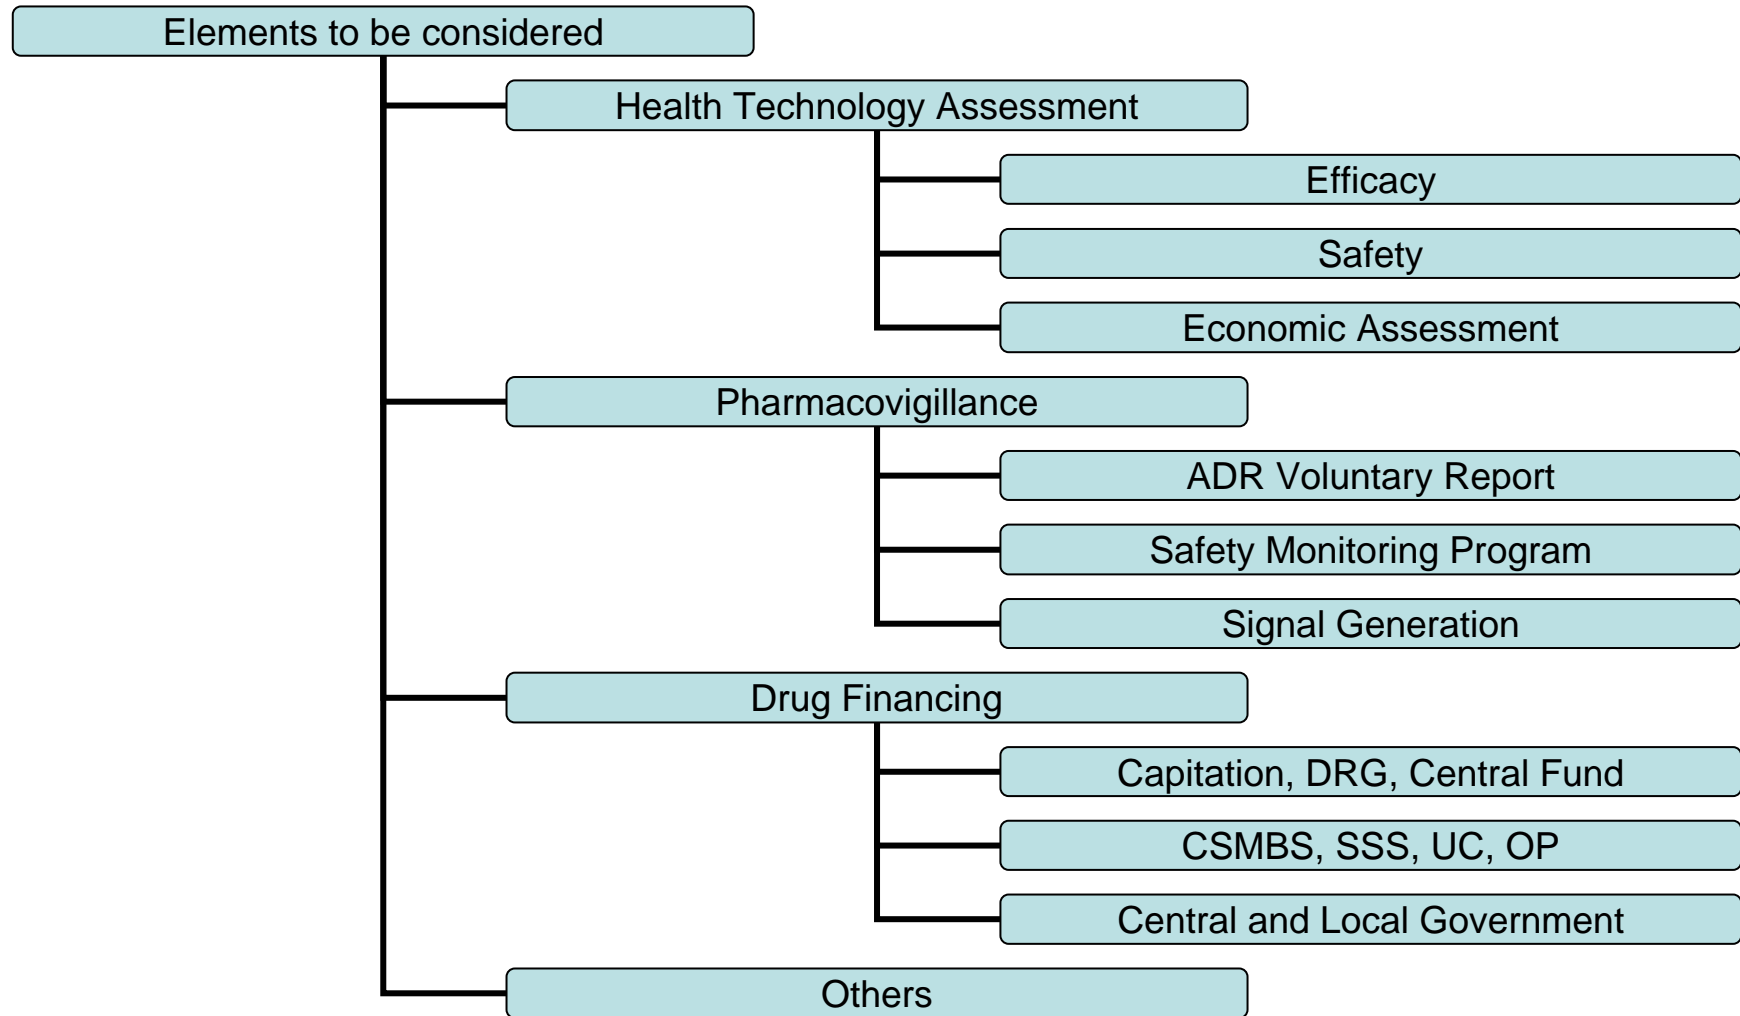 Elements to be considered
Health Technology Assessment
Efficacy
Safety
Economic Assessment
Pharmacovigillance
ADR Voluntary Report
Safety Monitoring Program
Signal Generation
Drug Financing
Capitation, DRG, Central Fund
CSMBS, SSS, UC, OP
Central and Local Government
Others